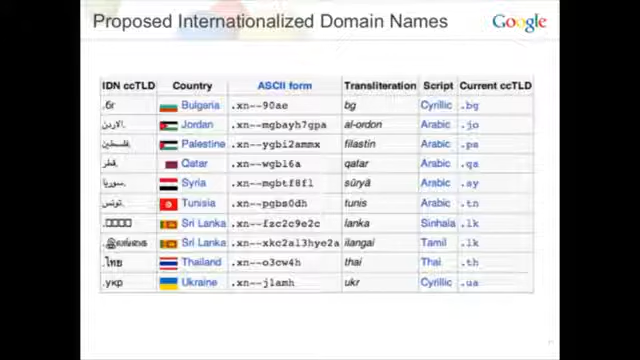 Proposed Internationalized Domain Names
Google
IDN ccTLD Country ASCII form Transliteration Script Current ccTLD
.бг Bulgaria .xn--90ae bg Cyrillic .bg
الاردن. Jordan .xn--mgbayh7gpa al-ordon Arabic .jo
فلسطين. Palestine .xn--ygbi2ammx filastin Arabic .ps
قطر. Qatar .xn--wgbl6a qatar Arabic .qa
سوريا. Syria .xn--mgbtf8fl sūryā Arabic .sy
تونس. Tunisia .xn--pgbs0dh tunis Arabic .tn
Sri Lanka .xn--fzc2c9e2c lanka Sinhala .lk
.இலங்கை Sri Lanka .xn--xkc2al3hye2a ilangai Tamil .lk
.ไทย Thailand .xn--o3cw4h thai Thai .th
.укр Ukraine .xn--j1amh ukr Cyrillic .ua